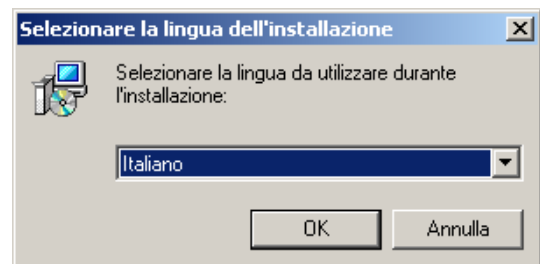 Selezionare la lingua dell'installazione
Selezionare la lingua da utilizzare durante
l'installazione:
Italiano
OK Annulla